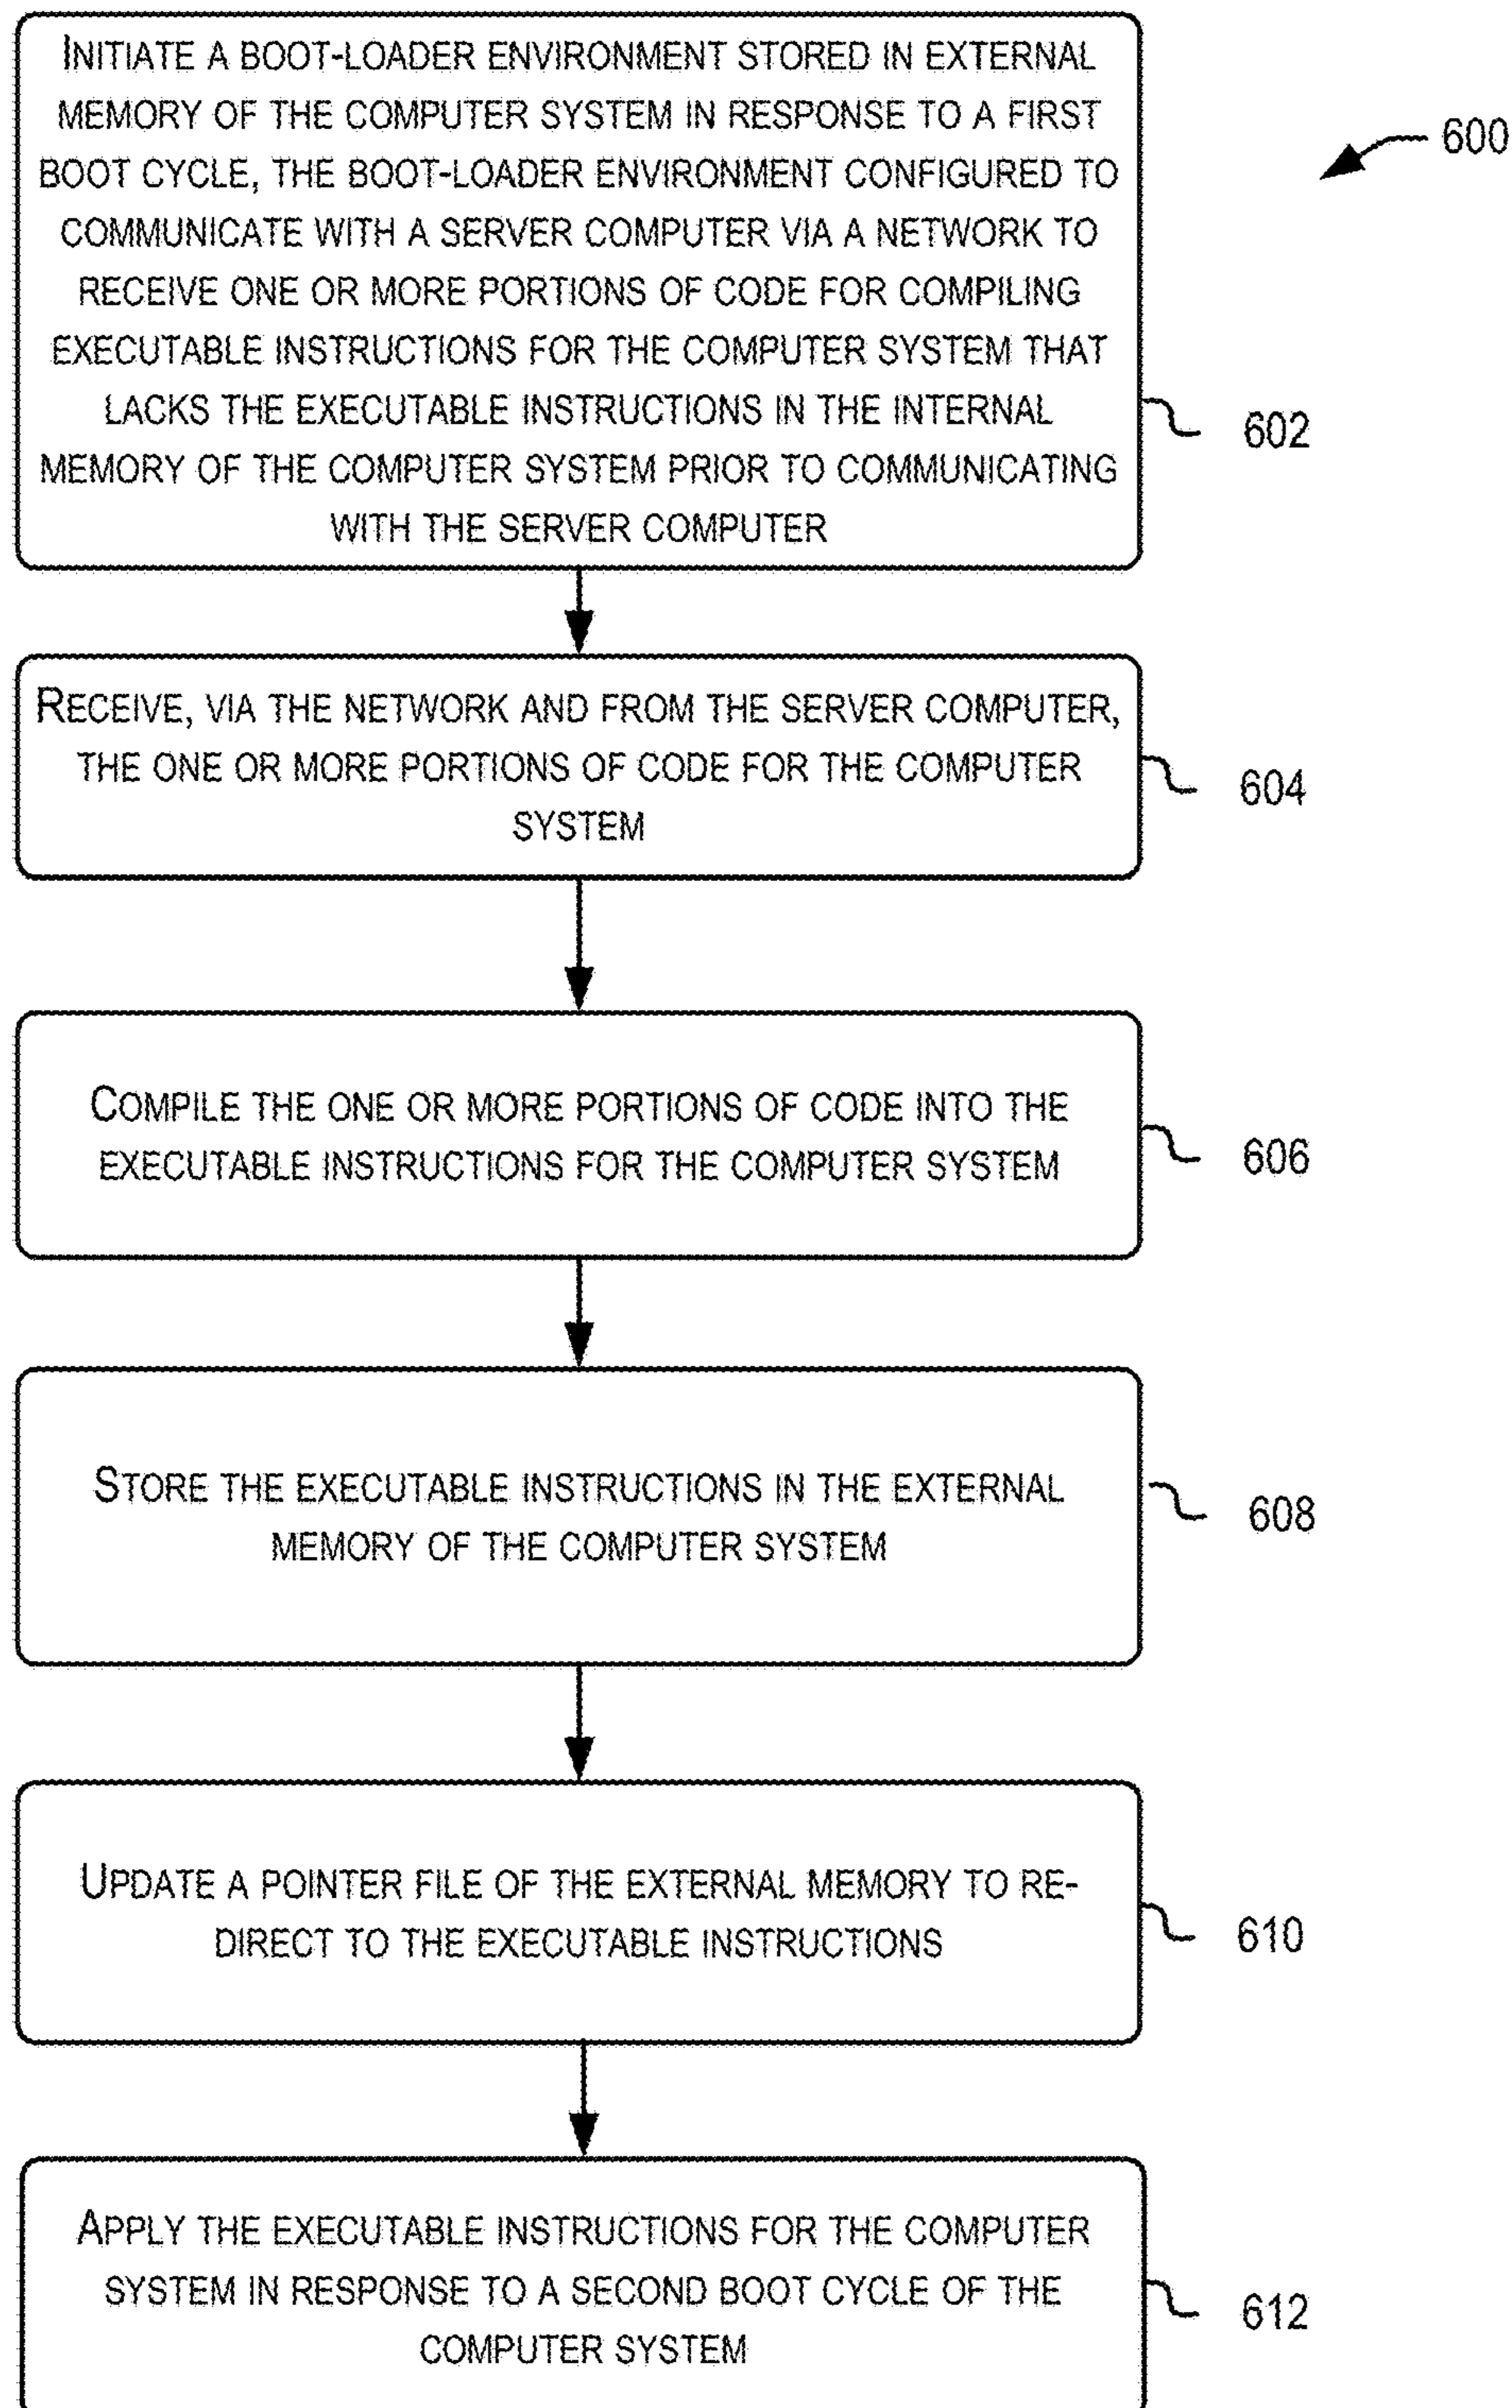 INITIATE A BOOT-LOADER ENVIRONMENT STORED IN EXTERNAL
MEMORY OF THE COMPUTER SYSTEM IN RESPONSE TO A FIRST
BOOT CYCLE, THE BOOT-LOADER ENVIRONMENT CONFIGURED TO
COMMUNICATE WITH A SERVER COMPUTER VIA A NETWORK TO
RECEIVE ONE OR MORE PORTIONS OF CODE FOR COMPILING
EXECUTABLE INSTRUCTIONS FOR THE COMPUTER SYSTEM THAT
LACKS THE EXECUTABLE INSTRUCTIONS IN THE INTERNAL
MEMORY OF THE COMPUTER SYSTEM PRIOR TO COMMUNICATING
WITH THE SERVER COMPUTER
600
602
RECEIVE, VIA THE NETWORK AND FROM THE SERVER COMPUTER,
THE ONE OR MORE PORTIONS OF CODE FOR THE COMPUTER
SYSTEM
604
COMPILE THE ONE OR MORE PORTIONS OF CODE INTO THE
EXECUTABLE INSTRUCTIONS FOR THE COMPUTER SYSTEM
606
STORE THE EXECUTABLE INSTRUCTIONS IN THE EXTERNAL
MEMORY OF THE COMPUTER SYSTEM
608
UPDATE A POINTER FILE OF THE EXTERNAL MEMORY TO RE-
DIRECT TO THE EXECUTABLE INSTRUCTIONS
610
APPLY THE EXECUTABLE INSTRUCTIONS FOR THE COMPUTER
SYSTEM IN RESPONSE TO A SECOND BOOT CYCLE OF THE
COMPUTER SYSTEM
612